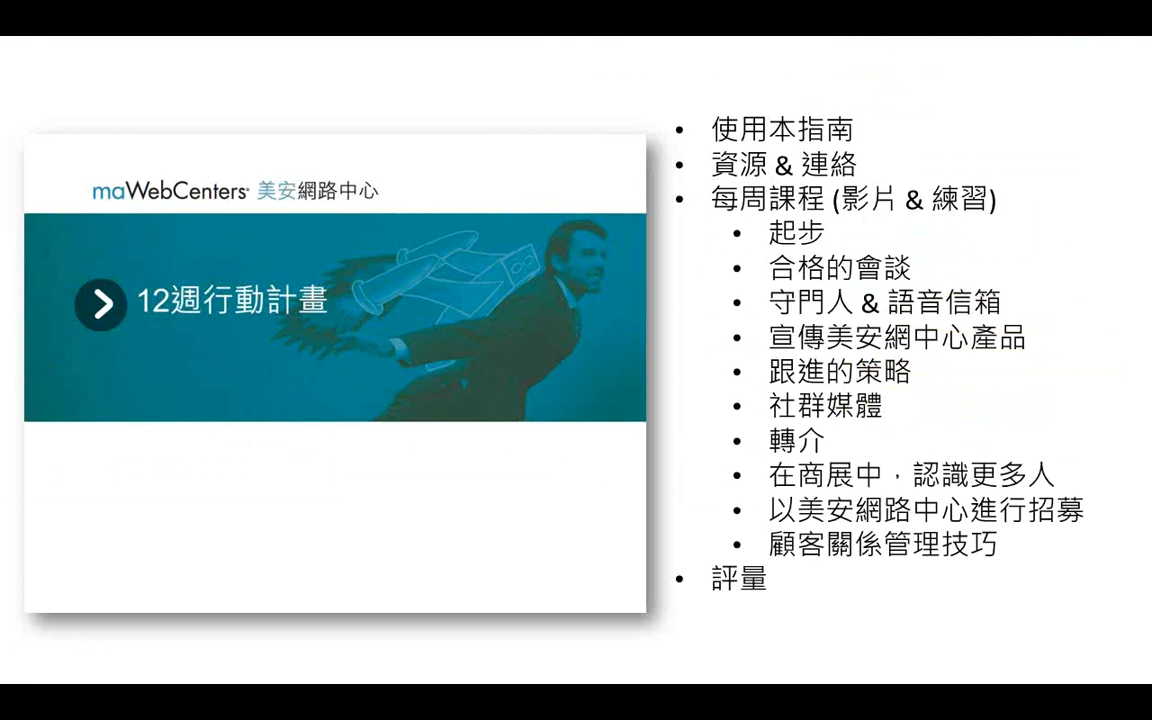 maWebCenters 美安網路中心
12週行動計畫
• 使用本指南
• 資源 & 連絡
• 每周課程 (影片 & 練習)
• 起步
• 合格的會談
• 守門人 & 語音信箱
• 宣傳美安網中心產品
• 跟進的策略
• 社群媒體
• 轉介
• 在商展中，認識更多人
• 以美安網路中心進行招募
• 顧客關係管理技巧
• 評量